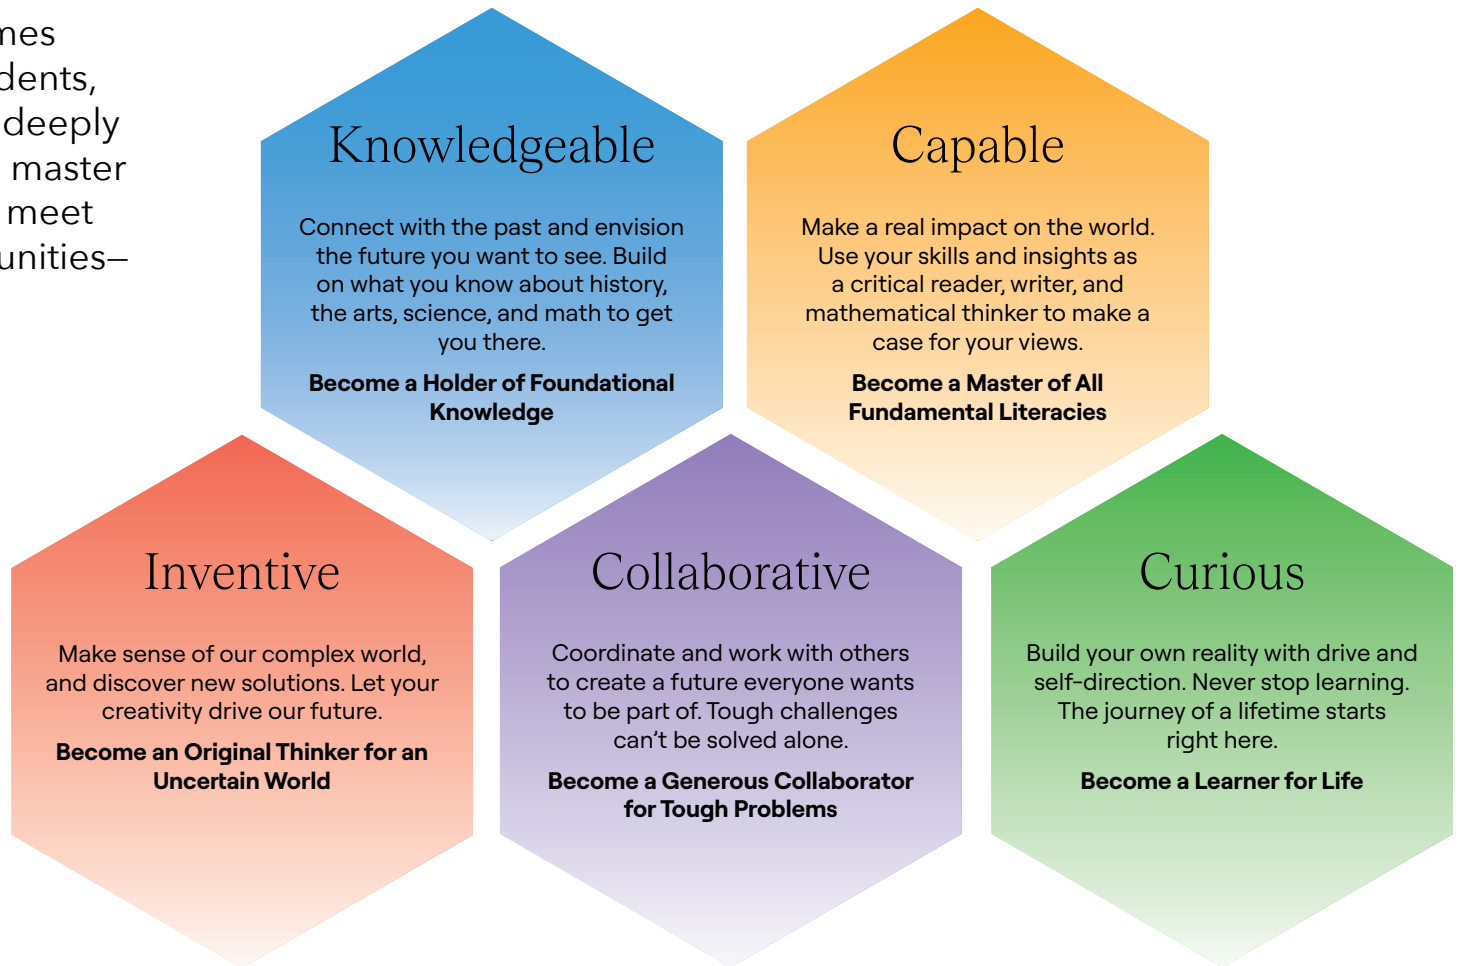 mes
dents,
deeply
master
meet
unities–
Knowledgeable
Connect with the past and envision
the future you want to see. Build
on what you know about history,
the arts, science, and math to get
you there.
Become a Holder of Foundational
Knowledge
Capable
Make a real impact on the world.
Use your skills and insights as
a critical reader, writer, and
mathematical thinker to make a
case for your views.
Become a Master of All
Fundamental Literacies
Inventive
Make sense of our complex world,
and discover new solutions. Let your
creativity drive our future.
Become an Original Thinker for an
Uncertain World
Collaborative
Coordinate and work with others
to create a future everyone wants
to be part of. Tough challenges
can't be solved alone.
Become a Generous Collaborator
for Tough Problems
Curious
Build your own reality with drive and
self-direction. Never stop learning.
The journey of a lifetime starts
right here.
Become a Learner for Life